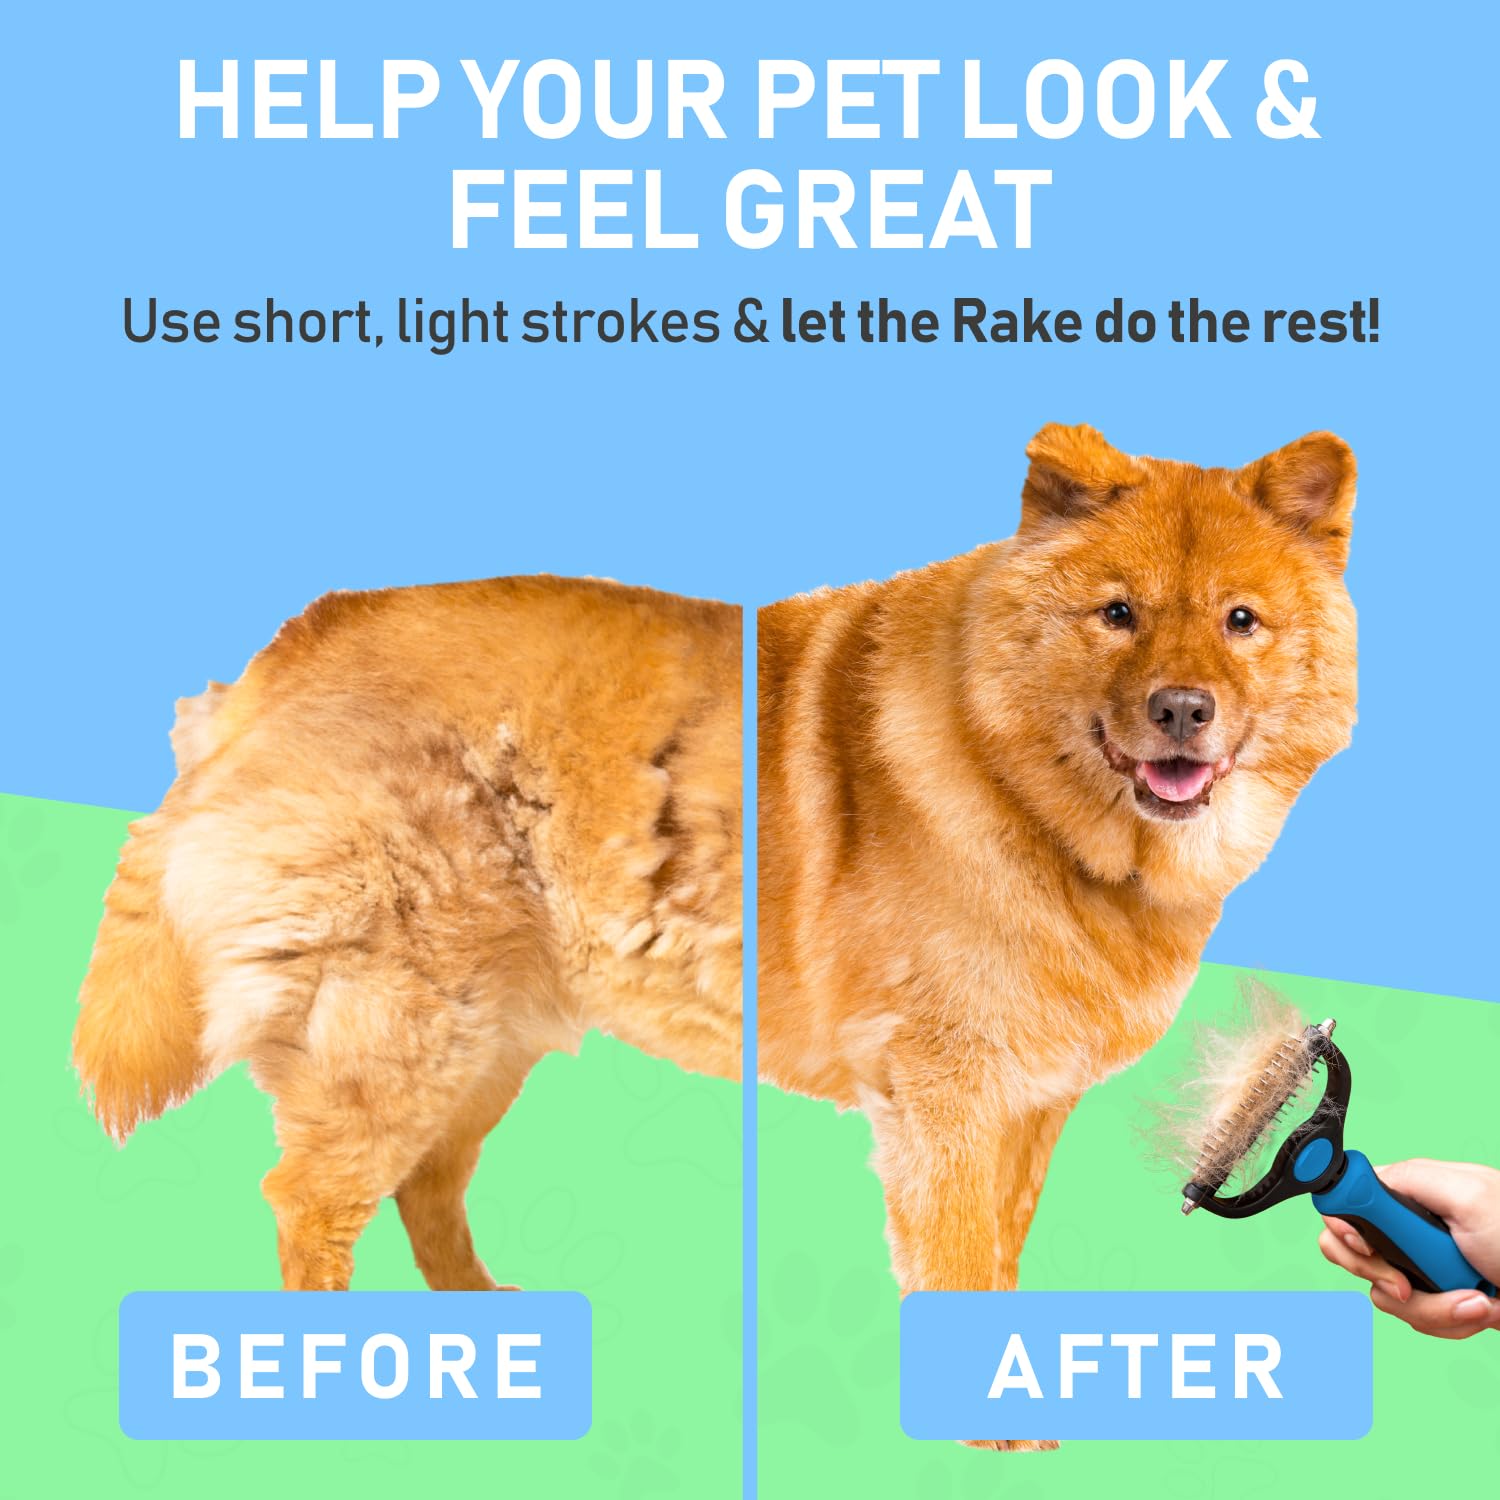 HELP YOUR PET LOOK &
FEEL GREAT
Use short, light strokes & let the Rake do the rest!
BEFORE
AFTER